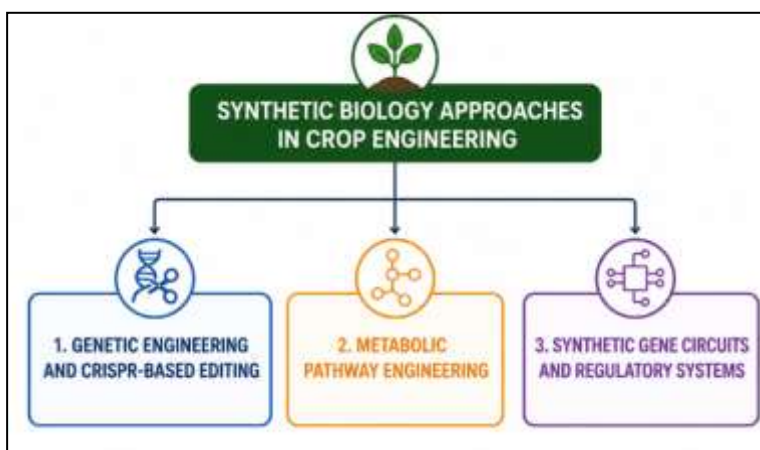 SYNTHETIC BIOLOGY APPROACHES
IN CROP ENGINEERING
1. GENETIC ENGINEERING
AND CRISPR-BASED EDITING
2. METABOLIC
PATHWAY ENGINEERING
3. SYNTHETIC GENE CIRCUITS
AND REGULATORY SYSTEMS